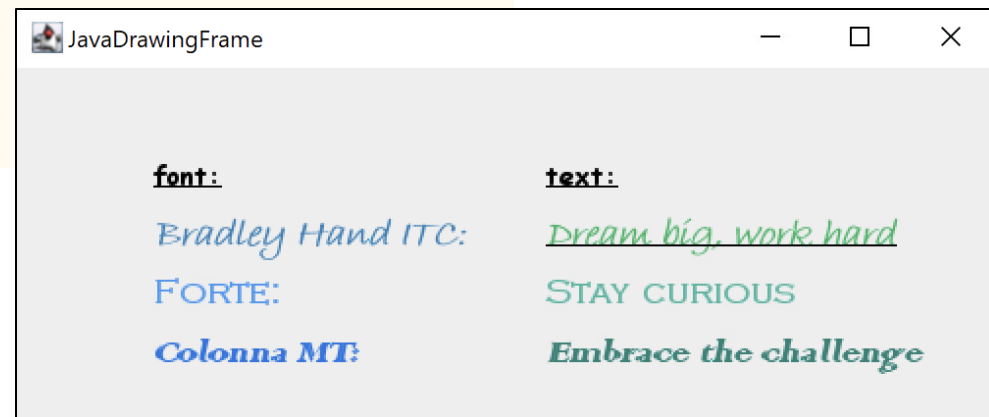 JavaDrawingFrame
font: text:
Bradley Hand ITC: Dream big, work hard
Forte: Stay curious
Colonna MT: Embrace the challenge